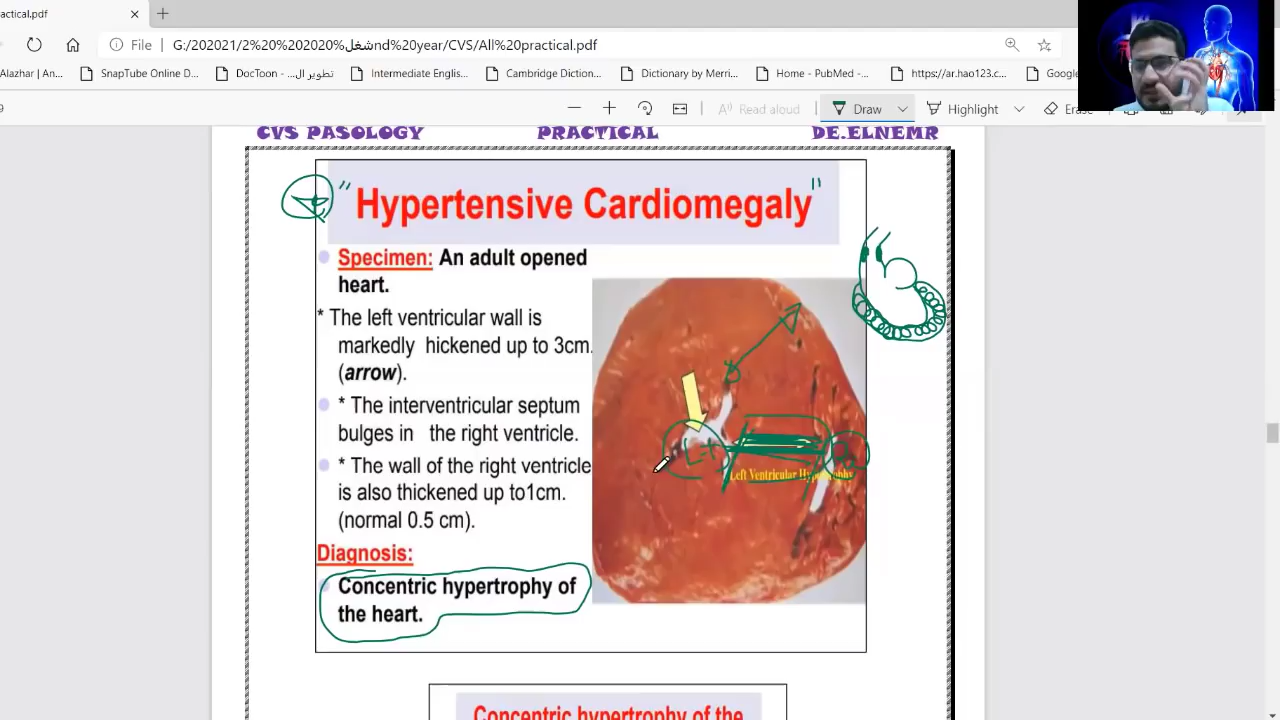 actical.pdf
File | G:/202021/2%20%202020%20شغلnd%20year/CVS/All%20practical.pdf
Alazhar | An... SnapTube Online D... DocToon - تطوير ال... Intermediate Englis... Cambridge Diction... Dictionary by Merri... Home - PubMed -... https://ar.hao123.c... Google
9 Read aloud Draw Highlight Erase
CVS PASOLOGY PRACTICAL DE.ELNEMR
"Hypertensive Cardiomegaly"
Specimen: An adult opened
heart.
* The left ventricular wall is
markedly hickened up to 3cm.
(arrow).
* The interventricular septum
bulges in the right ventricle.
* The wall of the right ventricle
is also thickened up to1cm.
(normal 0.5 cm).
Diagnosis:
Concentric hypertrophy of
the heart.
Left Ventricular Hypertrophy
Concentric hypertrophy of the